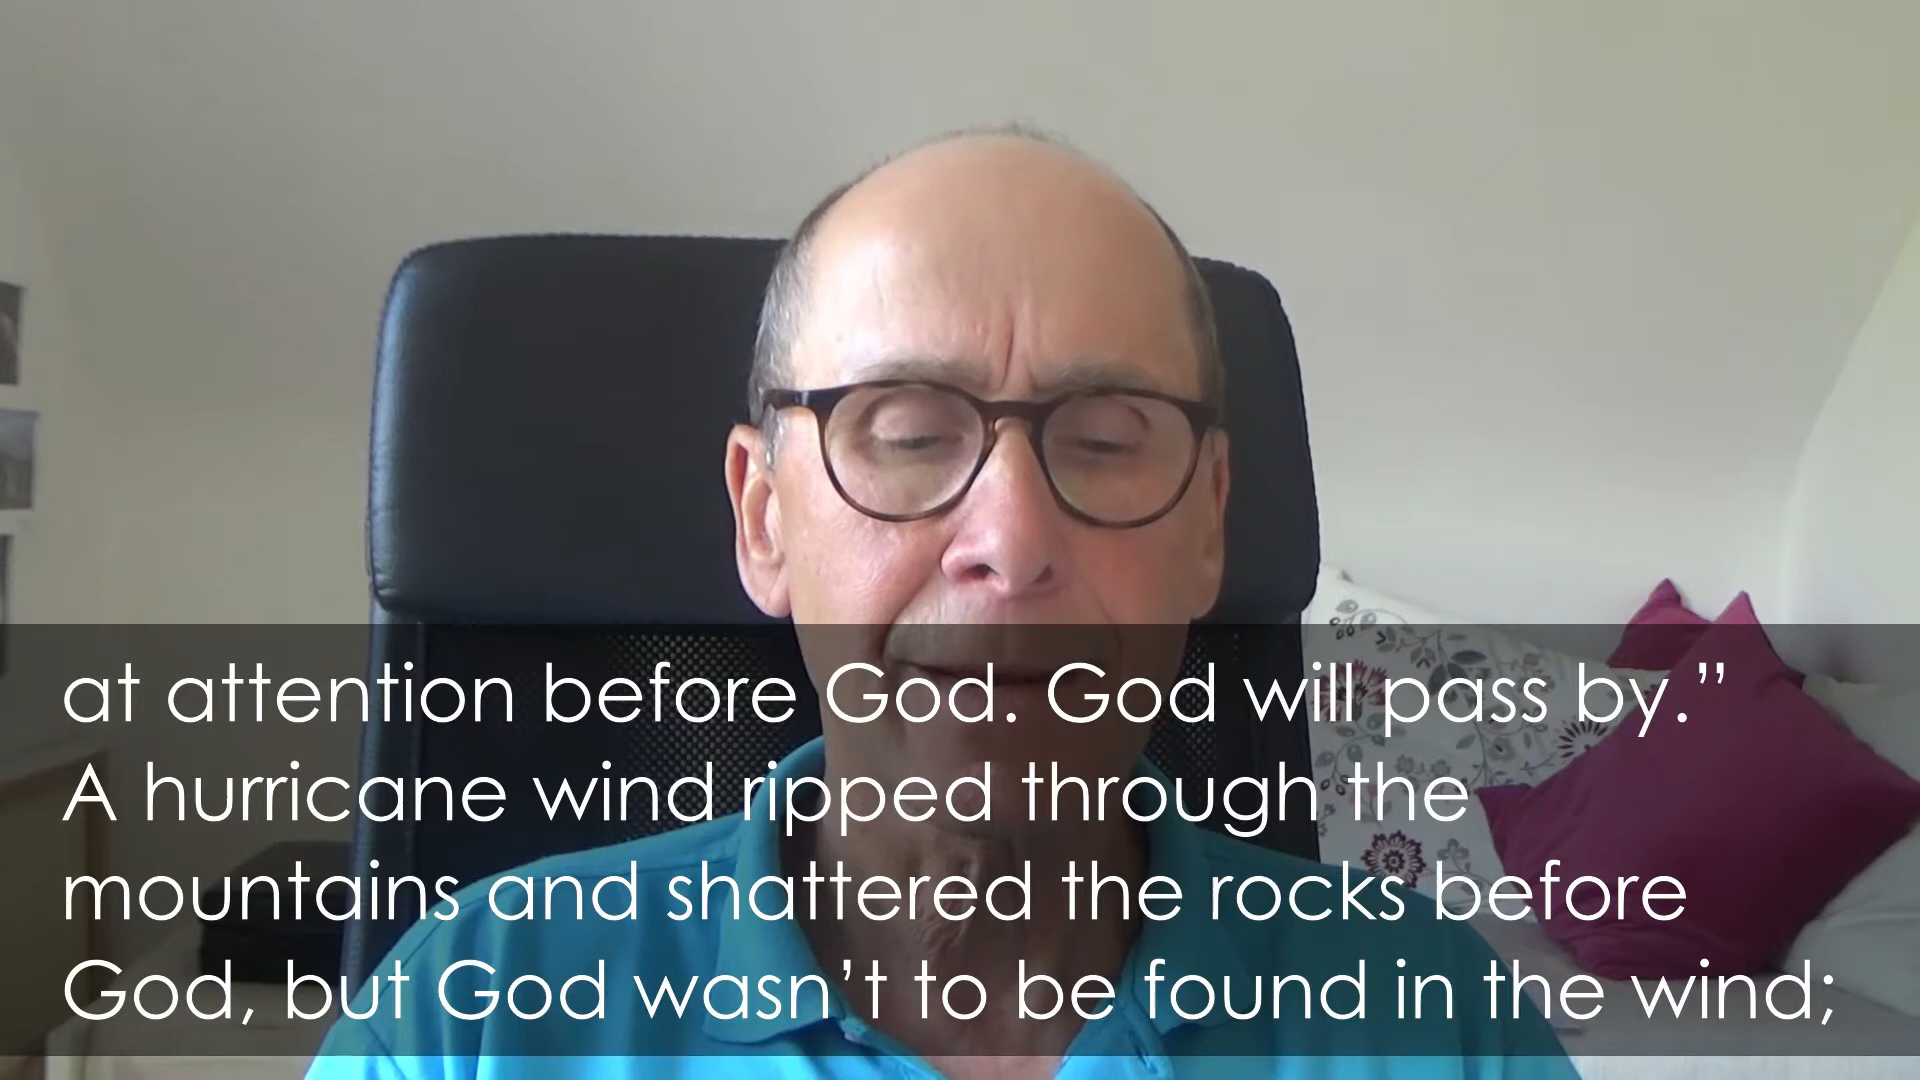 at attention before God. God will pass by.”
A hurricane wind ripped through the
mountains and shattered the rocks before
God, but God wasn’t to be found in the wind;